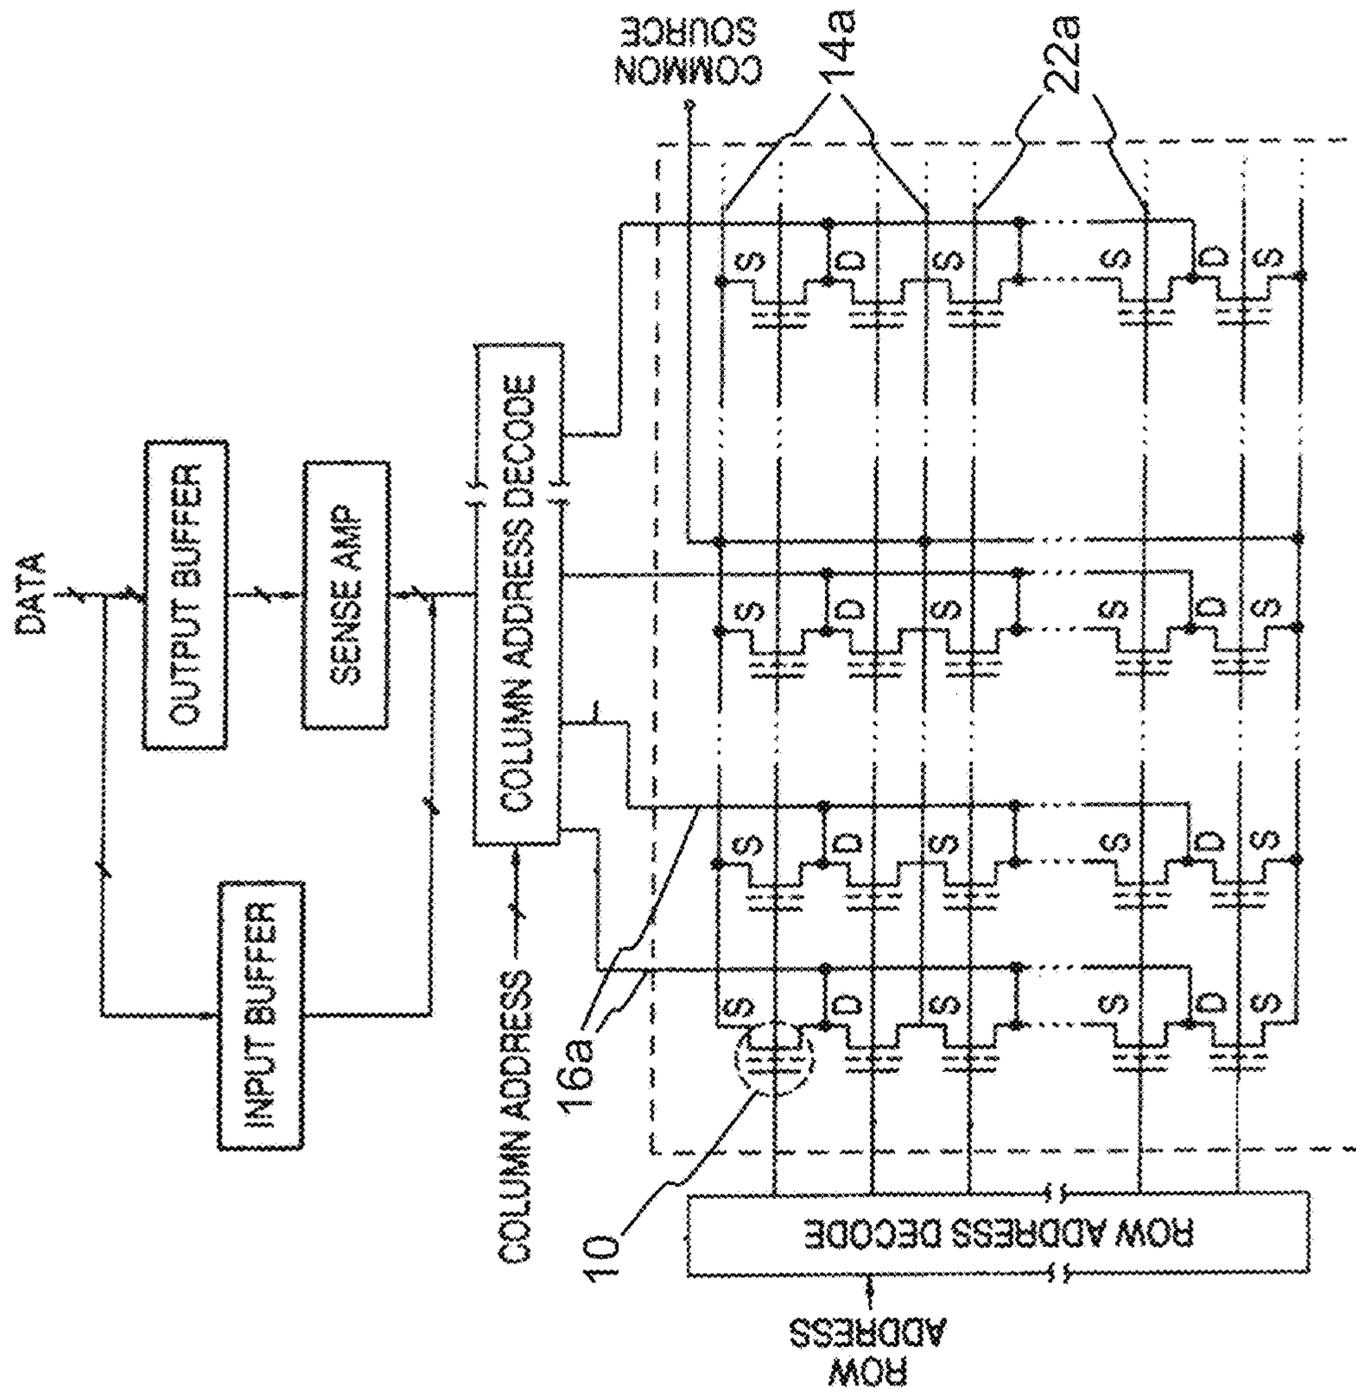 DATA
OUTPUT BUFFER
SENSE AMP
INPUT BUFFER
COLUMN ADDRESS
COLUMN ADDRESS DECODE
COMMON
SOURCE
14a
22a
16a
10
ROW
ADDRESS
ROW ADDRESS DECODE
S
D
S
S
D
S
S
D
S
S
D
S
S
D
S
S
D
S
S
D
S
S
D
S